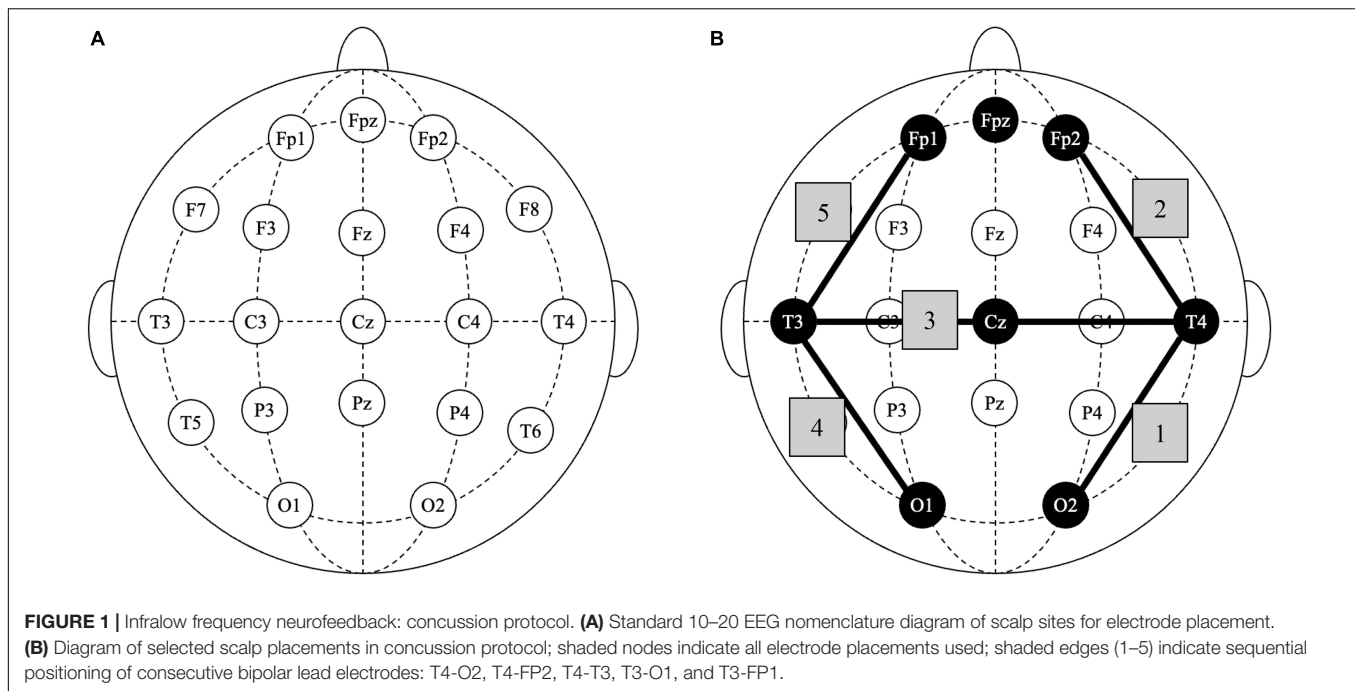 A
Fpz
Fp1
Fp2
F7
F3
Fz
F4
F8
T3
C3
Cz
C4
T4
T5
P3
Pz
P4
T6
O1
O2
B
Fpz
Fp1
Fp2
5
2
F3
Fz
F4
T3
C3
3
Cz
C4
T4
4
P3
Pz
P4
1
O1
O2
FIGURE 1 | Infralow frequency neurofeedback: concussion protocol. (A) Standard 10–20 EEG nomenclature diagram of scalp sites for electrode placement.
(B) Diagram of selected scalp placements in concussion protocol; shaded nodes indicate all electrode placements used; shaded edges (1–5) indicate sequential
positioning of consecutive bipolar lead electrodes: T4-O2, T4-FP2, T4-T3, T3-O1, and T3-FP1.